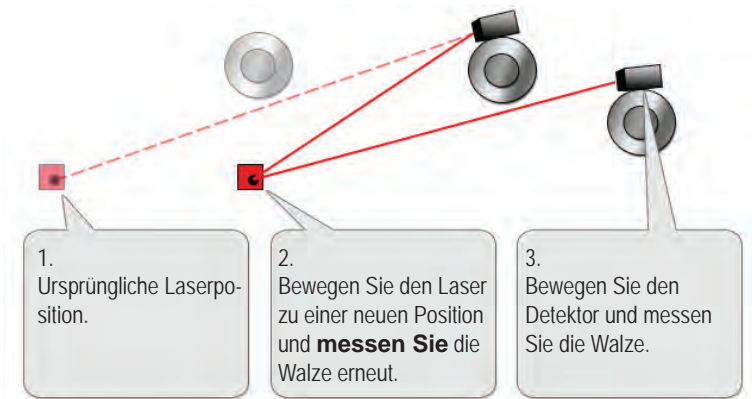 1.
Ursprüngliche Laserpo-
sition.
2.
Bewegen Sie den Laser
zu einer neuen Position
und messen Sie die
Walze erneut.
3.
Bewegen Sie den
Detektor und messen
Sie die Walze.